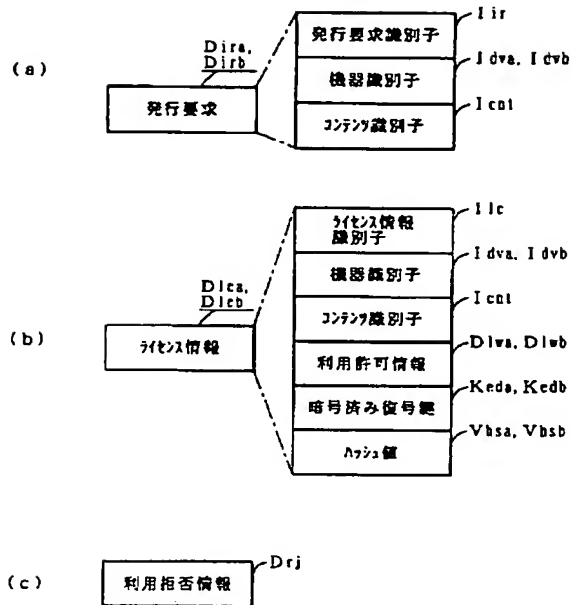 (a)
Dira,
Dirb
発行要求
発行要求識別子
Iir
機器識別子
Idva, Idvb
コンテンツ識別子
Icnt
(b)
Dlca,
Dlcb
ライセンス情報
ライセンス情報
識別子
Ilc
機器識別子
Idva, Idvb
コンテンツ識別子
Icnt
利用許可情報
Dlwa, Dlwb
暗号済み復号鍵
Keda, Kedb
ハッシュ値
Vhsa, Vhsb
(c)
利用拒否情報
Drj